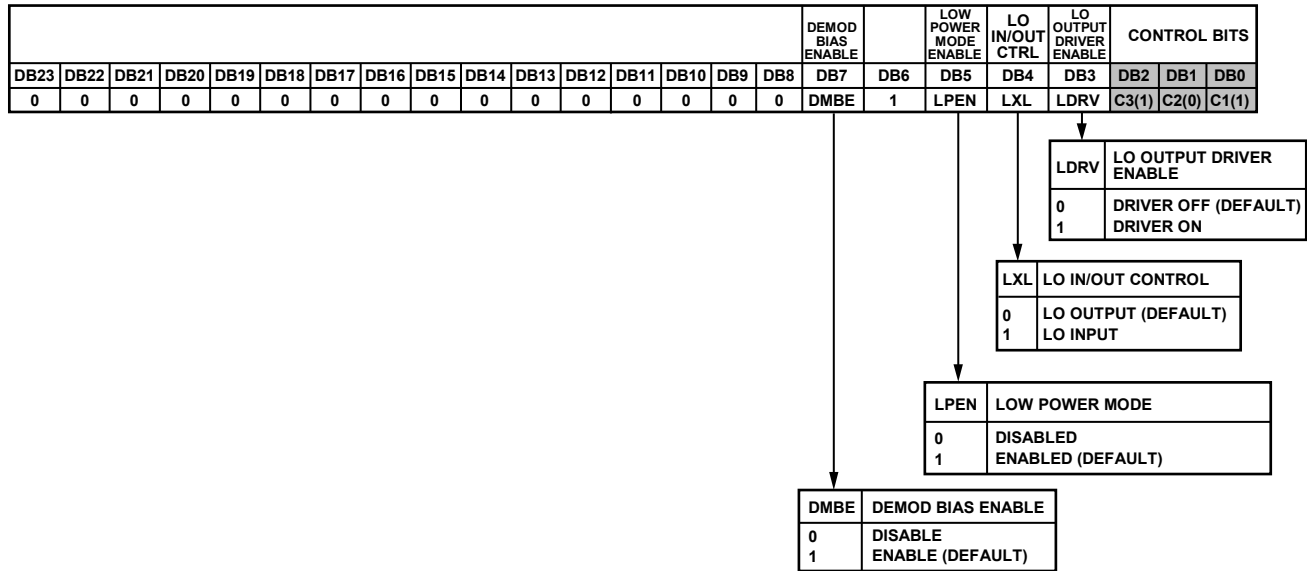 DEMOD BIAS ENABLE LOW POWER MODE ENABLE LO IN/OUT CTRL LO OUTPUT DRIVER ENABLE CONTROL BITS
DB23 DB22 DB21 DB20 DB19 DB18 DB17 DB16 DB15 DB14 DB13 DB12 DB11 DB10 DB9 DB8 DB7 DB6 DB5 DB4 DB3 DB2 DB1 DB0
0 0 0 0 0 0 0 0 0 0 0 0 0 0 0 0 DMBE 1 LPEN LXL LDRV C3(1) C2(0) C1(1)
LDRV LO OUTPUT DRIVER
ENABLE
0 DRIVER OFF (DEFAULT)
1 DRIVER ON
LXL LO IN/OUT CONTROL
0 LO OUTPUT (DEFAULT)
1 LO INPUT
LPEN LOW POWER MODE
0 DISABLED
1 ENABLED (DEFAULT)
DMBE DEMOD BIAS ENABLE
0 DISABLE
1 ENABLE (DEFAULT)